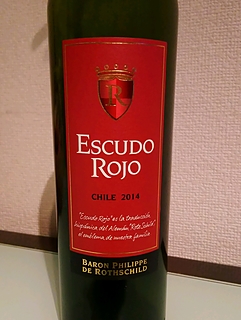 R
ESCUDO
ROJO
CHILE 2014
"Escudo Rojo" es la traducción
hispánica del Alemán "Rote Schild",
el emblema de nuestra familia.
BARON PHILIPPE
DE ROTHSCHILD